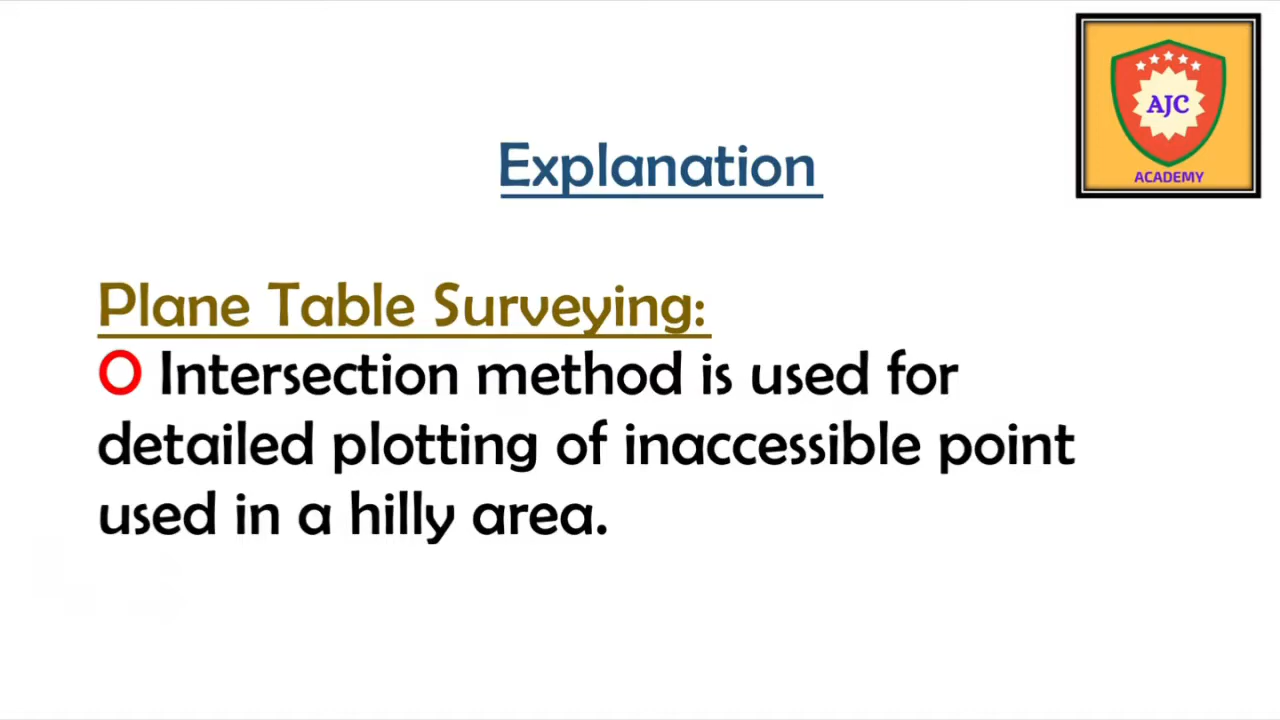 AJC
ACADEMY
Explanation
Plane Table Surveying:
O Intersection method is used for
detailed plotting of inaccessible point
used in a hilly area.